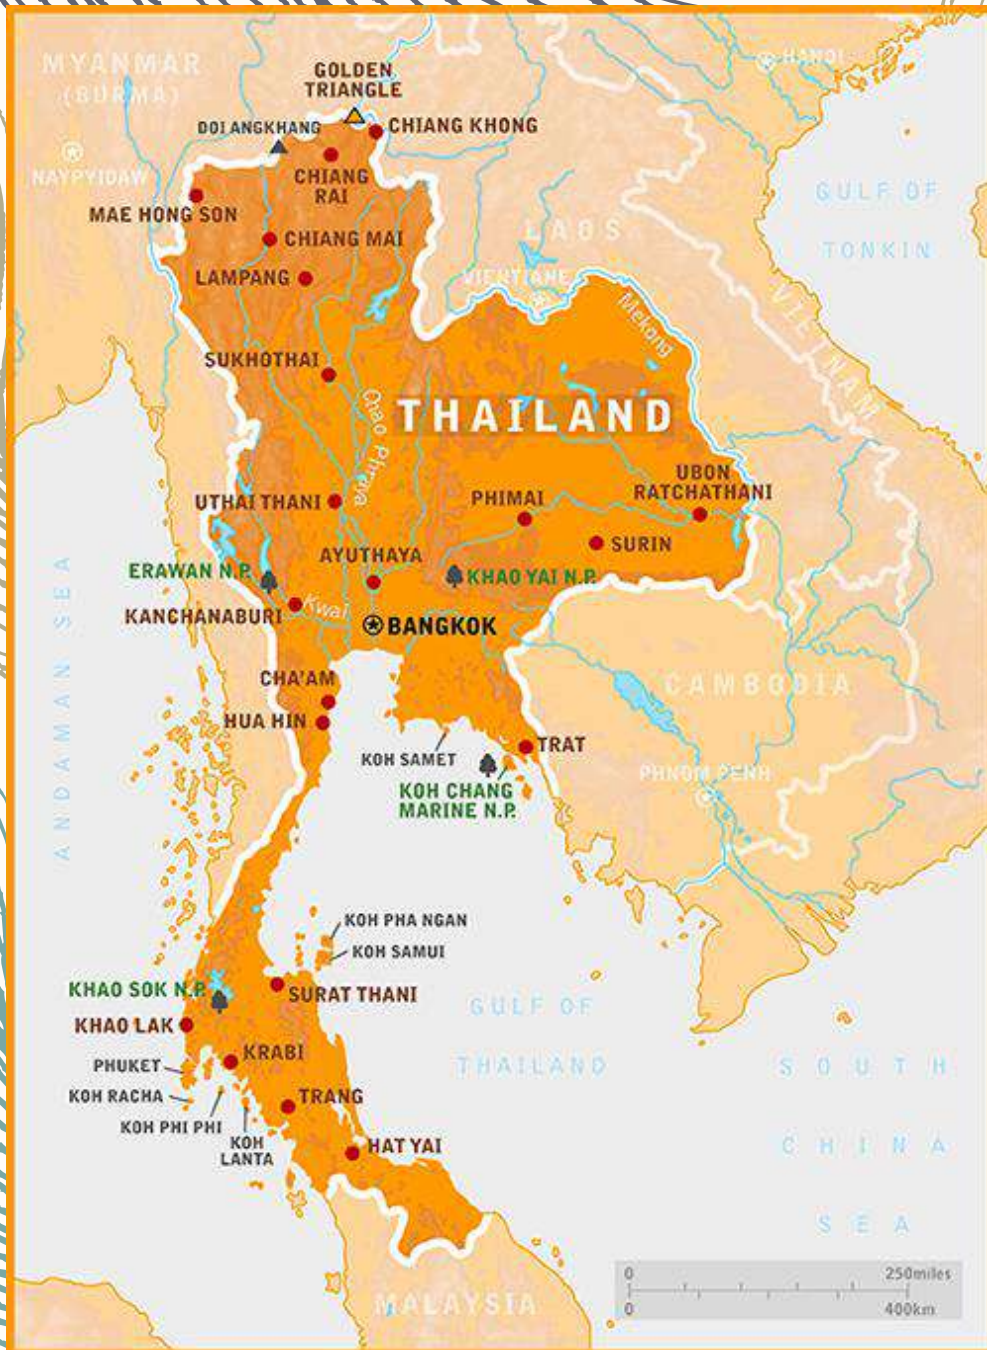 MYANMAR
(BURMA)
HANOI
GOLDEN
TRIANGLE
DOI ANGKHANG
CHIANG KHONG
NAYPYIDAW
CHIANG
RAI
GULF OF
MAE HONG SON
LAOS
CHIANG MAI
TONKIN
LAMPANG
VIENTIANE
Mekong
VIETNAM
SUKHOTHAI
Chao Phraya
THAILAND
UBON
RATCHATHANI
PHIMAI
UTHAI THANI
SURIN
AYUTHAYA
ERAWAN N.P.
KHAO YAI N.P.
KANCHANABURI
Kwai
BANGKOK
ANDAMAN SEA
CHA'AM
CAMBODIA
HUA HIN
TRAT
KOH SAMET
PHNOM PENH
KOH CHANG
MARINE N.P.
KOH PHA NGAN
KOH SAMUI
KHAO SOK N.P.
SURAT THANI
GULF OF
KHAO LAK
KRABI
PHUKET
THAILAND
SOUTH
KOH RACHA
TRANG
KOH PHI PHI
KOH
LANTA
HAT YAI
CHINA
SEA
0 250miles
0 400km
MALAYSIA